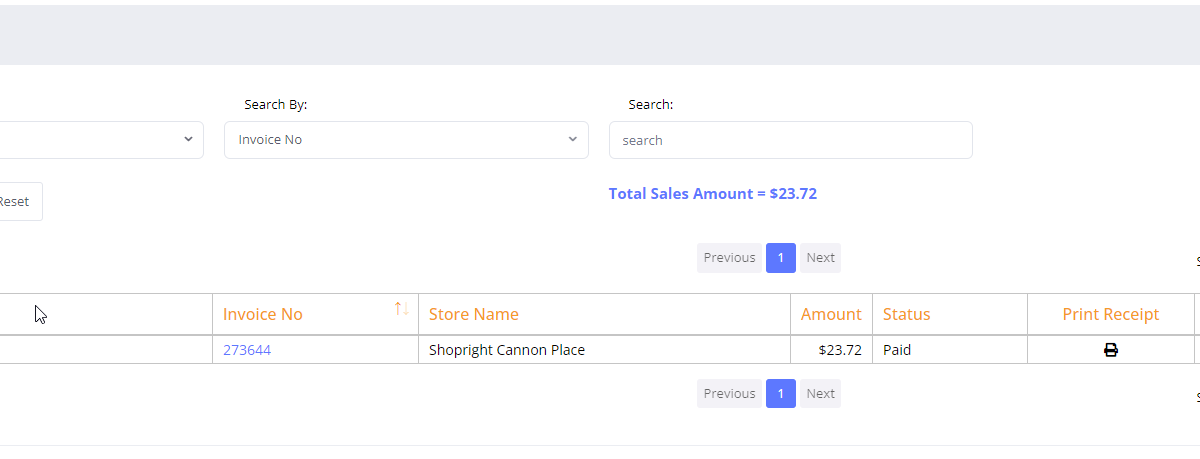 Search By: Search:
Invoice No search
Reset Total Sales Amount = $23.72
Previous 1 Next
Invoice No Store Name Amount Status Print Receipt
273644 Shopright Cannon Place $23.72 Paid
Previous 1 Next